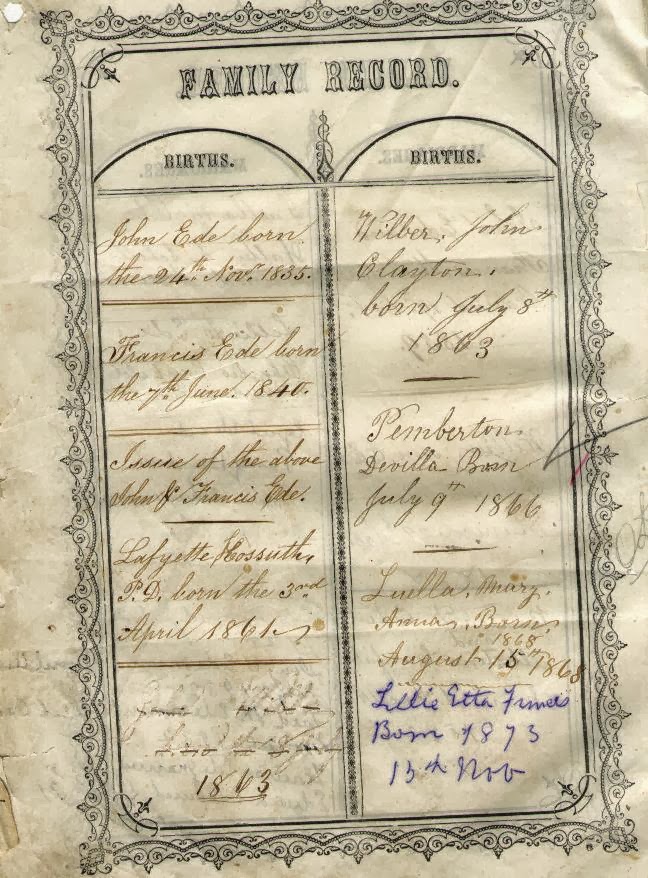 FAMILY RECORD.
BIRTHS.
John Ede born
the 24th Novr 1835.
Francis Ede born
the 7th June. 1840.
Issue of the above
John & Francis Ede.
Lafyette Kossuth,
P.D. born the 3rd
April 1861.
1863
BIRTHS.
Wilber, John
Clayton.
born July 8th
1863
Pemberton
Devilla Born
July 9th 1866
Luella, Mary.
Anna, Born.
1868
August 15th 1868
Lillie Etta
Born 1873
13th Nov